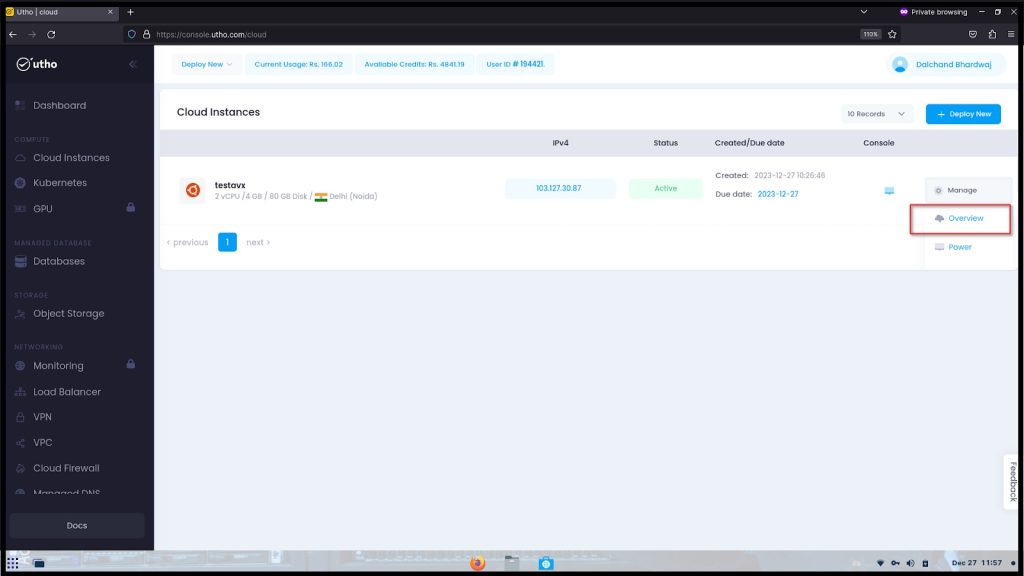 Utho | cloud
Private browsing
https://console.utho.com/cloud
110%
utho
Deploy New
Current Usage: Rs. 166.02
Available Credits: Rs. 4841.19
User ID # 194421.
Dalchand Bhardwaj
Dashboard
COMPUTE
Cloud Instances
Kubernetes
GPU
MANAGED DATABASE
Databases
STORAGE
Object Storage
NETWORKING
Monitoring
Load Balancer
VPN
VPC
Cloud Firewall
Managed DNS
Docs
Cloud Instances
10 Records
+ Deploy New
IPv4 Status Created/Due date Console
testavx
2 vCPU /4 GB / 80 GB Disk / Delhi (Noida)
103.127.30.87
Active
Created: 2023-12-27 10:26:46
Due date: 2023-12-27
Manage
Overview
Power
‹ previous 1 next ›
Feedback
Dec 27 11:57